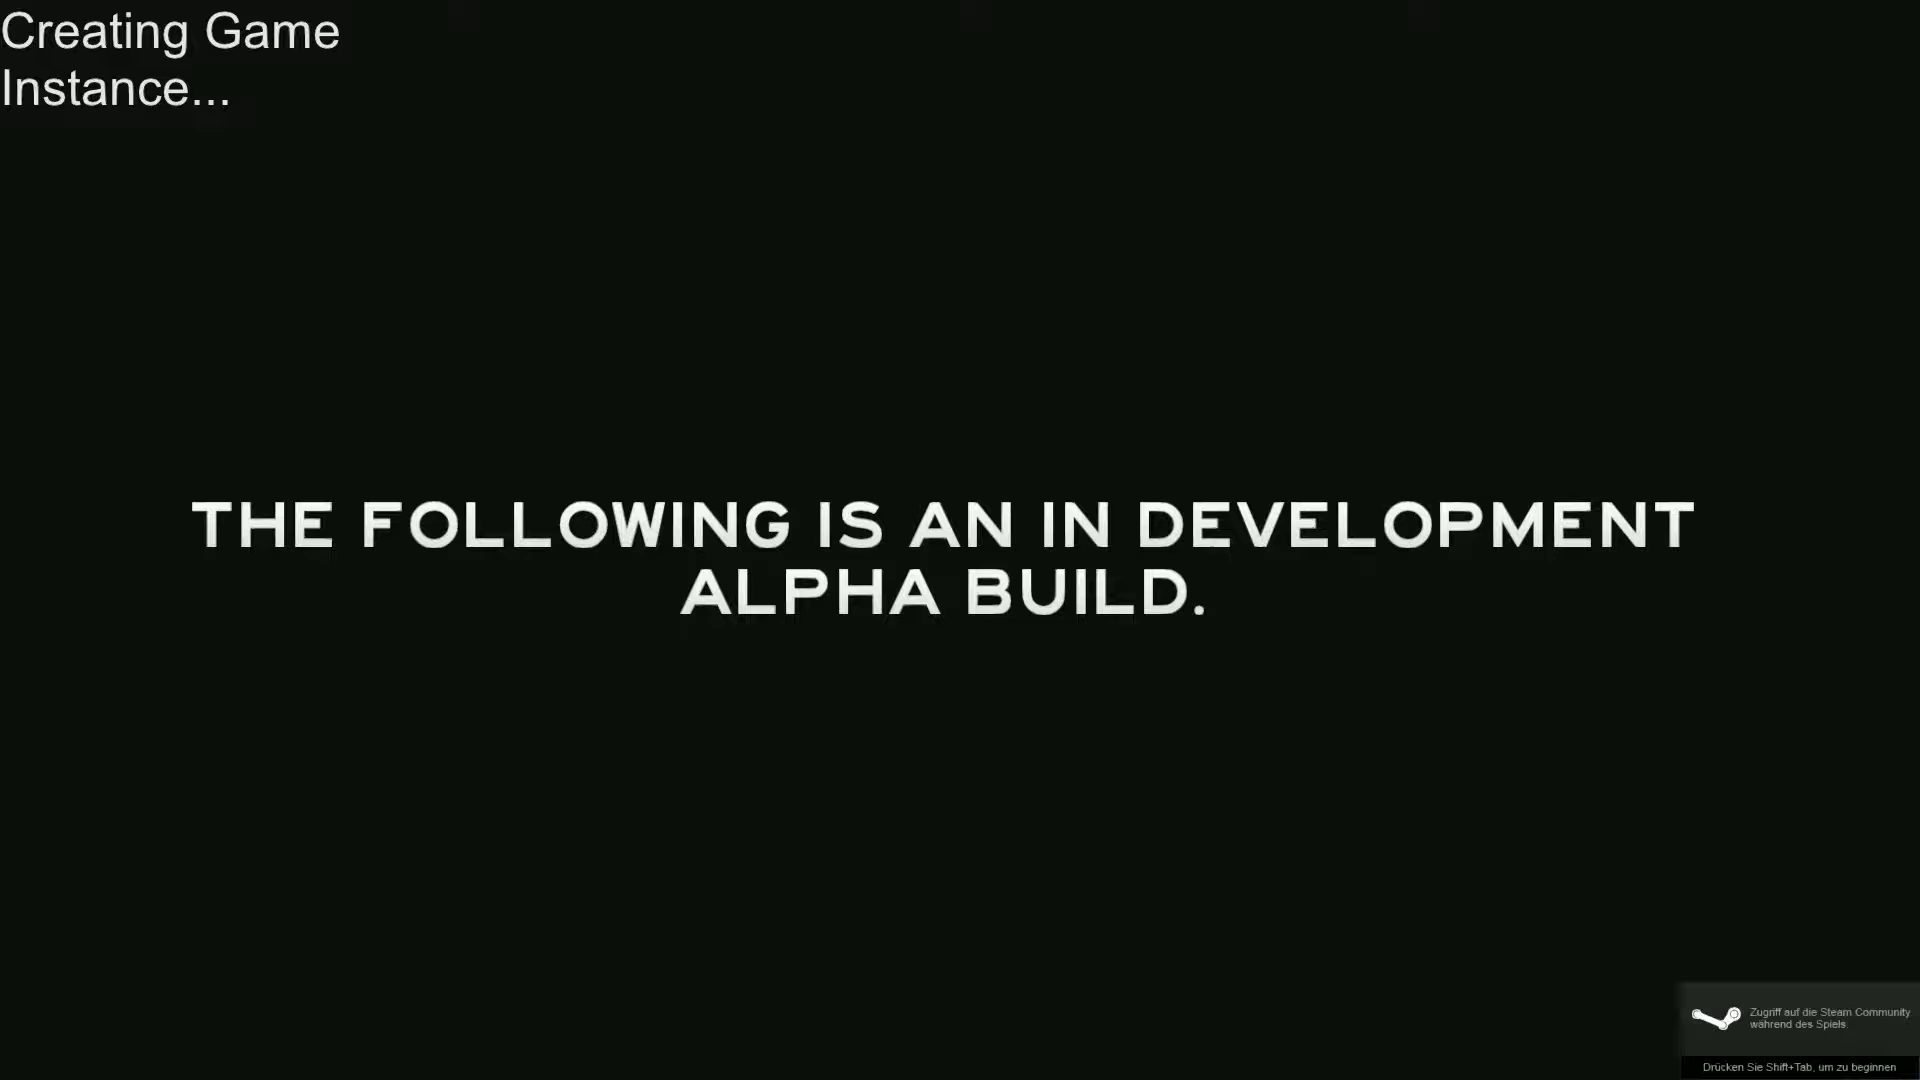 Creating Game
Instance...
THE FOLLOWING IS AN IN DEVELOPMENT
ALPHA BUILD.
Zugriff auf die Steam Community
während des Spiels.
Drücken Sie Shift+Tab, um zu beginnen